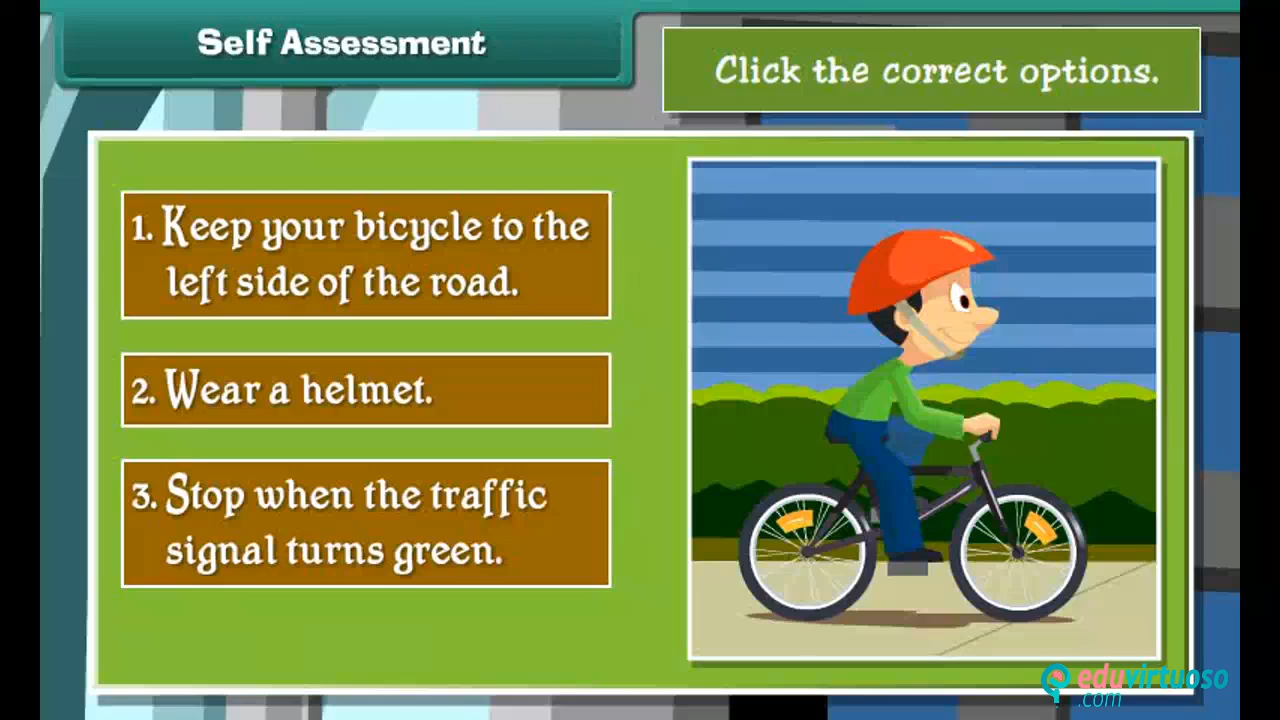 Self Assessment
Click the correct options.
1. Keep your bicycle to the
left side of the road.
2. Wear a helmet.
3. Stop when the traffic
signal turns green.
eduvirtuoso
.com